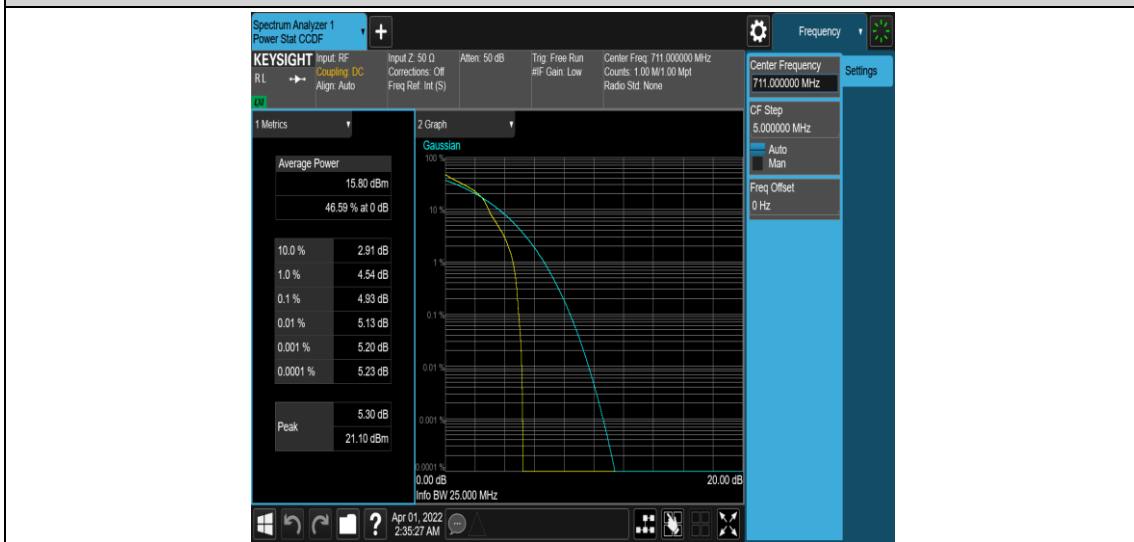 Spectrum Analyzer 1
Power Stat CCDF
+
Frequency
KEYSIGHT
RL
LXI
Input: RF
Coupling: DC
Align: Auto
Input Z: 50 Ω
Corrections: Off
Freq Ref: Int (S)
Atten: 50 dB
Trig: Free Run
#IF Gain: Low
Center Freq: 711.000000 MHz
Counts: 1.00 M/1.00 Mpt
Radio Std: None
Center Frequency
711.000000 MHz
Settings
CF Step
5.000000 MHz
Auto
Man
Freq Offset
0 Hz
1 Metrics
Average Power
15.80 dBm
46.59 % at 0 dB
10.0 % 2.91 dB
1.0 % 4.54 dB
0.1 % 4.93 dB
0.01 % 5.13 dB
0.001 % 5.20 dB
0.0001 % 5.23 dB
Peak
5.30 dB
21.10 dBm
2 Graph
Gaussian
100 %
10 %
1 %
0.1 %
0.01 %
0.001 %
0.0001 %
0.00 dB 20.00 dB
Info BW 25.000 MHz
?
Apr 01, 2022
2:35:27 AM